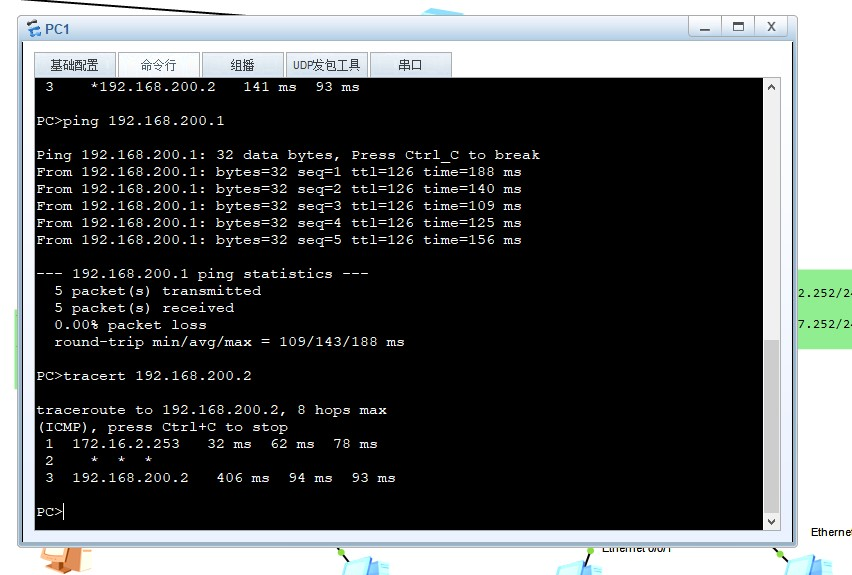 PC1
基础配置 命令行 组播 UDP发包工具 串口
3 *192.168.200.2 141 ms 93 ms
PC>ping 192.168.200.1
Ping 192.168.200.1: 32 data bytes, Press Ctrl_C to break
From 192.168.200.1: bytes=32 seq=1 ttl=126 time=188 ms
From 192.168.200.1: bytes=32 seq=2 ttl=126 time=140 ms
From 192.168.200.1: bytes=32 seq=3 ttl=126 time=109 ms
From 192.168.200.1: bytes=32 seq=4 ttl=126 time=125 ms
From 192.168.200.1: bytes=32 seq=5 ttl=126 time=156 ms
--- 192.168.200.1 ping statistics ---
5 packet(s) transmitted
5 packet(s) received
0.00% packet loss
round-trip min/avg/max = 109/143/188 ms
PC>tracert 192.168.200.2
traceroute to 192.168.200.2, 8 hops max
(ICMP), press Ctrl+C to stop
1 172.16.2.253 32 ms 62 ms 78 ms
2 * * *
3 192.168.200.2 406 ms 94 ms 93 ms
PC>
2.252/24
7.252/24
Ethernet
Ethernet 0/0/1